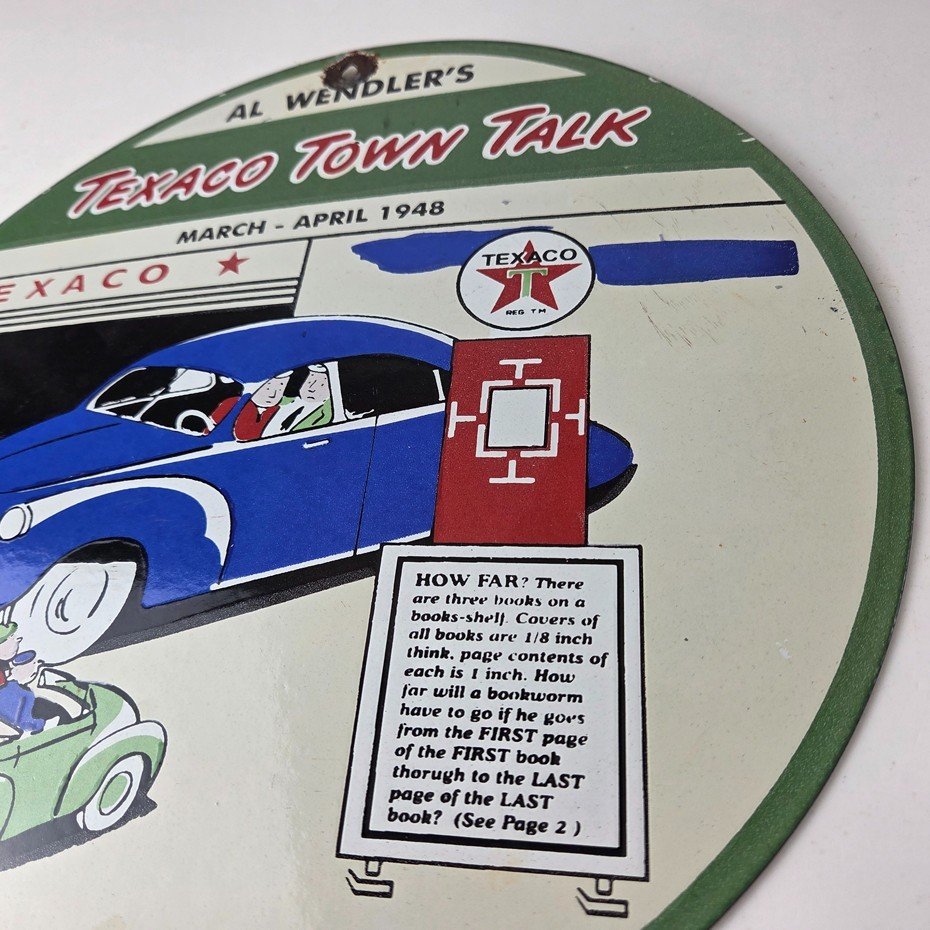 AL WENDLER'S
TEXACO TOWN TALK
MARCH - APRIL 1948
EXACO
TEXACO
T
REG TM
HOW FAR? There
are three books on a
books-shelf. Covers of
all books are 1/8 inch
think, page contents of
each is 1 inch. How
far will a bookworm
have to go if he goes
from the FIRST page
of the FIRST book
thorugh to the LAST
page of the LAST
book? (See Page 2 )